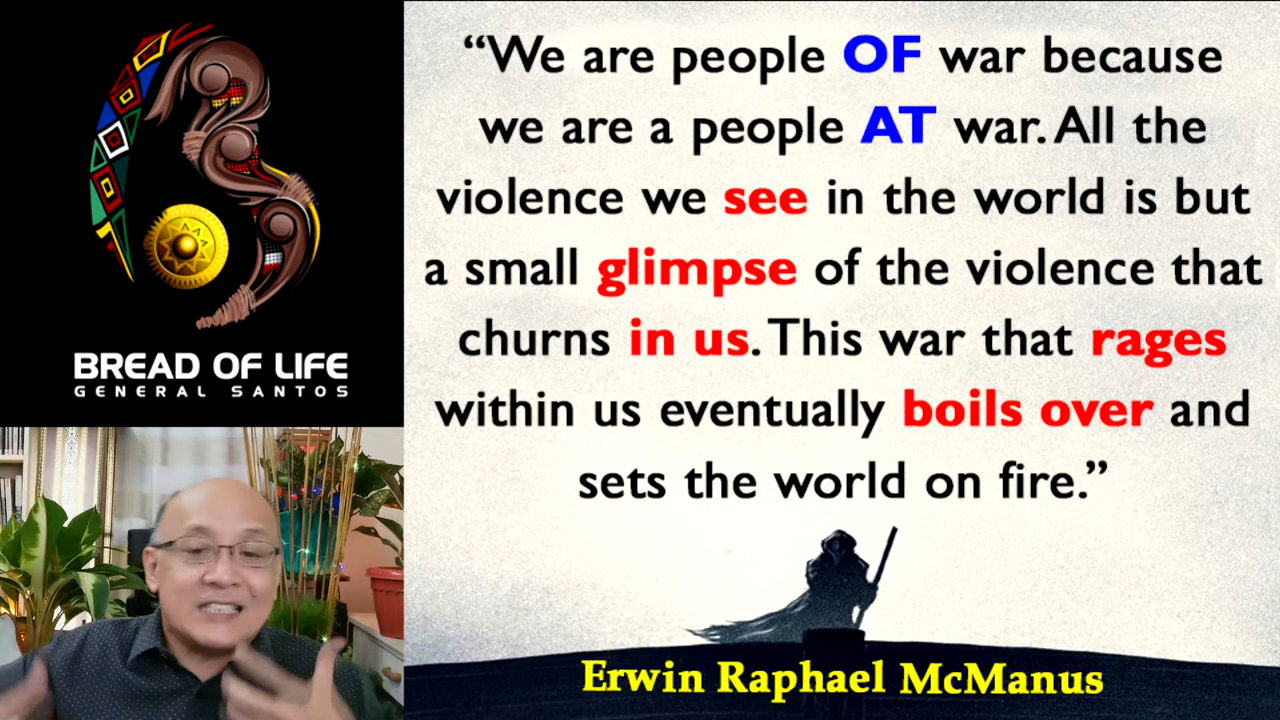 BREAD OF LIFE
GENERAL SANTOS
“We are people OF war because
we are a people AT war. All the
violence we see in the world is but
a small glimpse of the violence that
churns in us. This war that rages
within us eventually boils over and
sets the world on fire.”
Erwin Raphael McManus